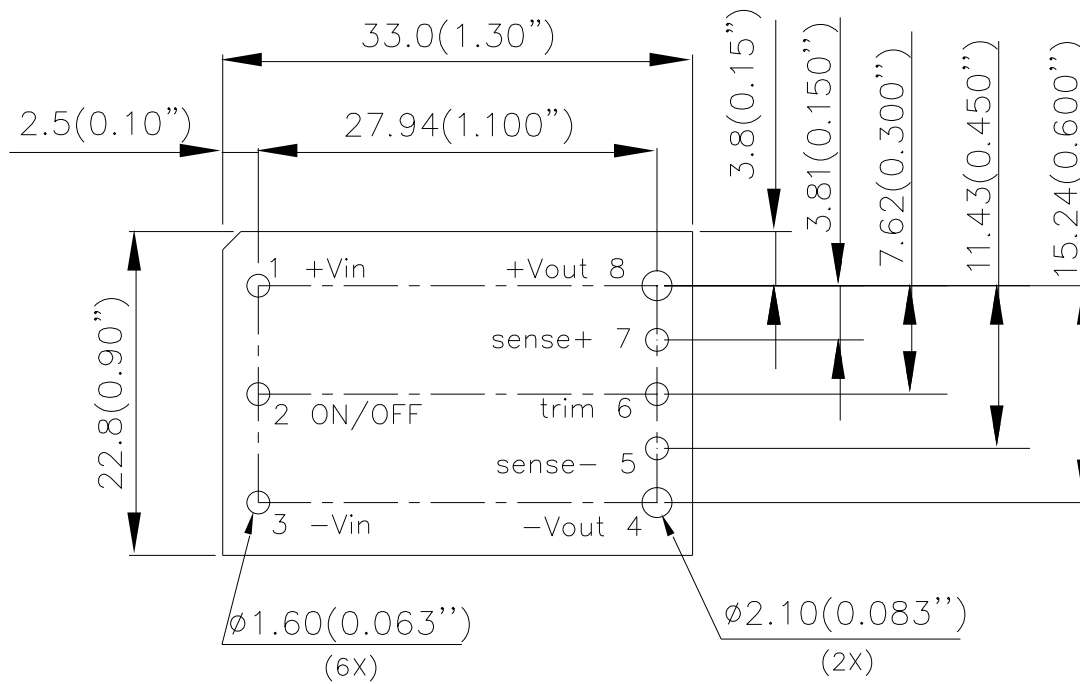 33.0(1.30”)
2.5(0.10”)
27.94(1.100”)
3.8(0.15”)
3.81(0.150”)
7.62(0.300’’)
11.43(0.450”)
15.24(0.600”)
22.8(0.90”)
1 +Vin
+Vout 8
sense+ 7
2 ON/OFF
trim 6
sense− 5
3 −Vin
−Vout 4
⌀1.60(0.063’’)
(6X)
⌀2.10(0.083’’)
(2X)